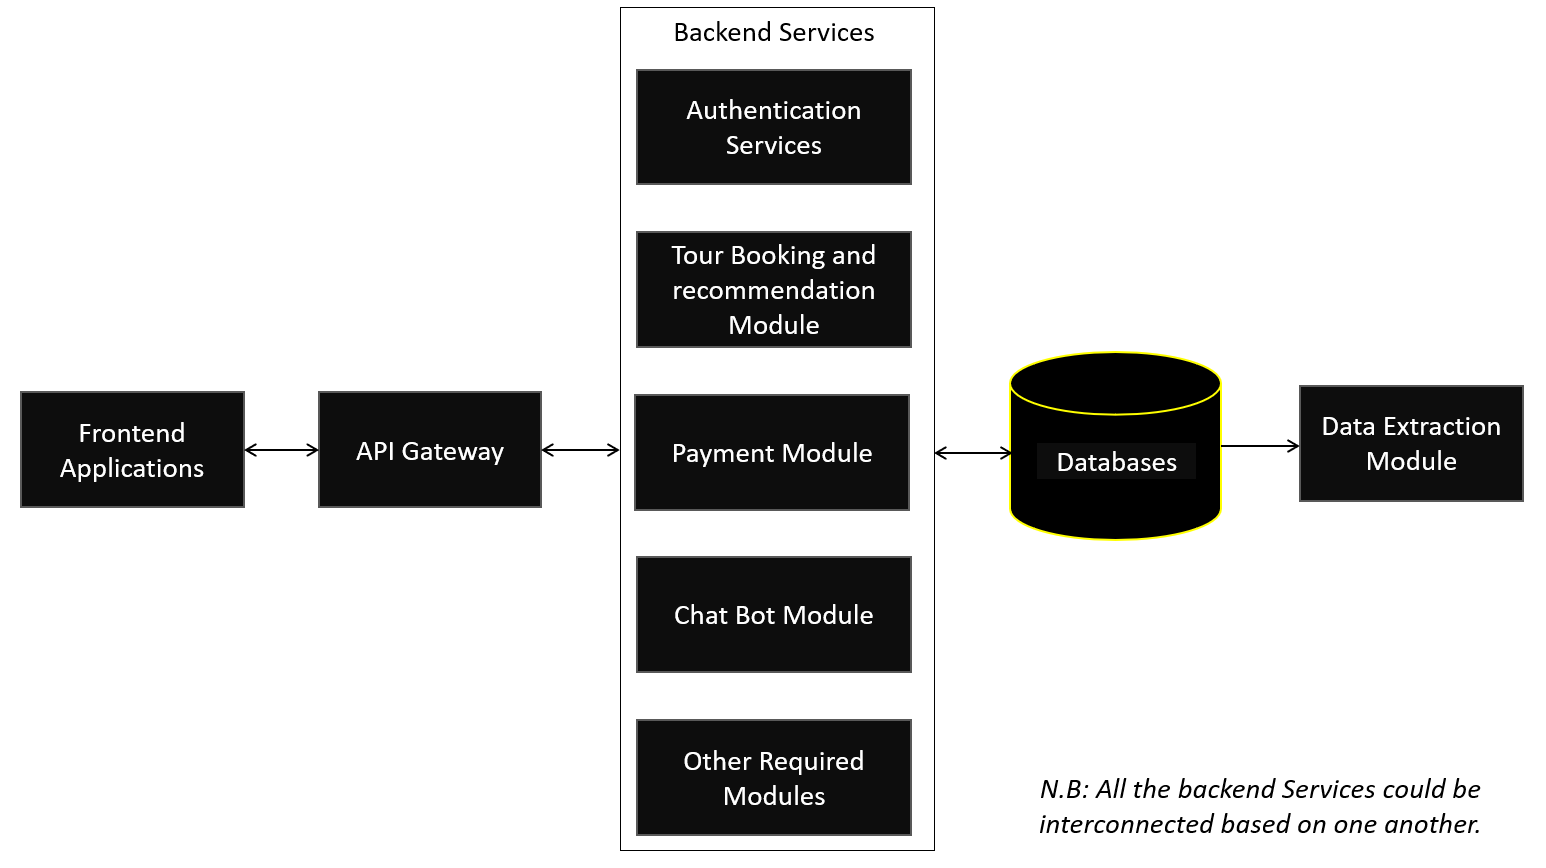 Backend Services
Authentication
Services
Tour Booking and
recommendation
Module
Frontend
Applications
API Gateway
Payment Module
Databases
Data Extraction
Module
Chat Bot Module
Other Required
Modules
N.B: All the backend Services could be
interconnected based on one another.